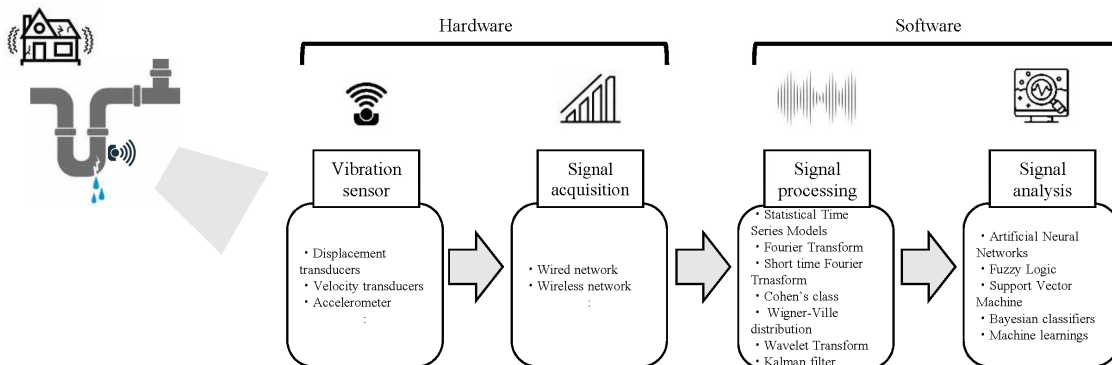 Hardware
Software
Vibration
sensor
・Displacement
transducers
・Velocity transducers
・Accelerometer
:
Signal
acquisition
・Wired network
・Wireless network
:
Signal
processing
・Statistical Time
Series Models
・Fourier Transform
・Short time Fourier
Trnasform
・Cohen's class
・Wigner-Ville
distribution
・Wavelet Transform
・Kalman filter
Signal
analysis
・Artificial Neural
Networks
・Fuzzy Logic
・Support Vector
Machine
・Bayesian classifiers
・Machine learnings